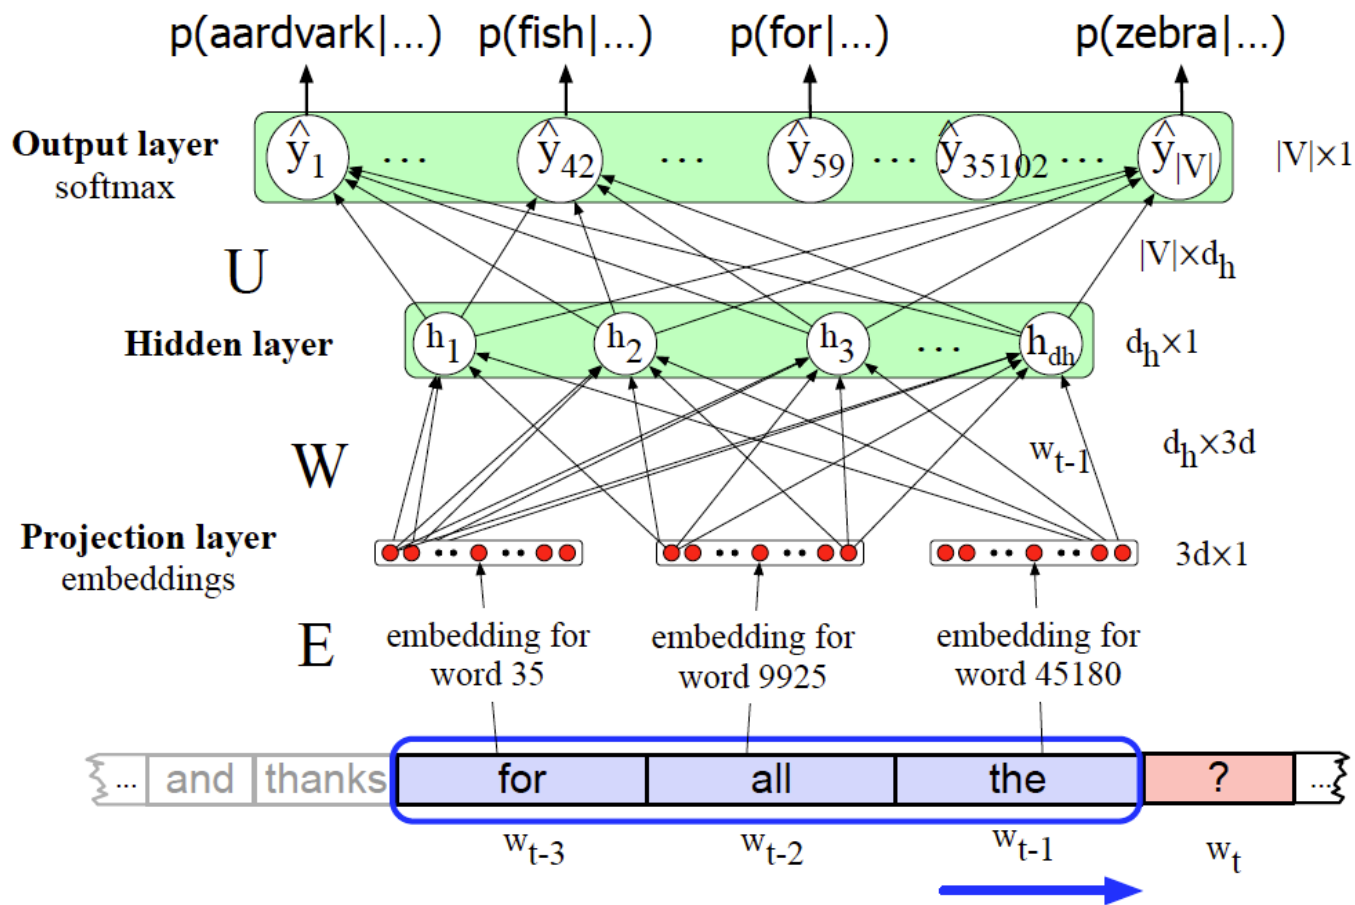 p(aardvark|...) p(fish|...) p(for|...) p(zebra|...)
Output layer
softmax
ŷ1 ... ŷ42 ... ŷ59 ... ŷ35102 ... ŷ|V|
|V|×1
U
|V|×dh
Hidden layer
h1 h2 h3 ... hdh
dh×1
W
wt-1
dh×3d
Projection layer
embeddings
3d×1
E
embedding for
word 35
embedding for
word 9925
embedding for
word 45180
... and thanks for all the ? ...
wt-3 wt-2 wt-1 wt